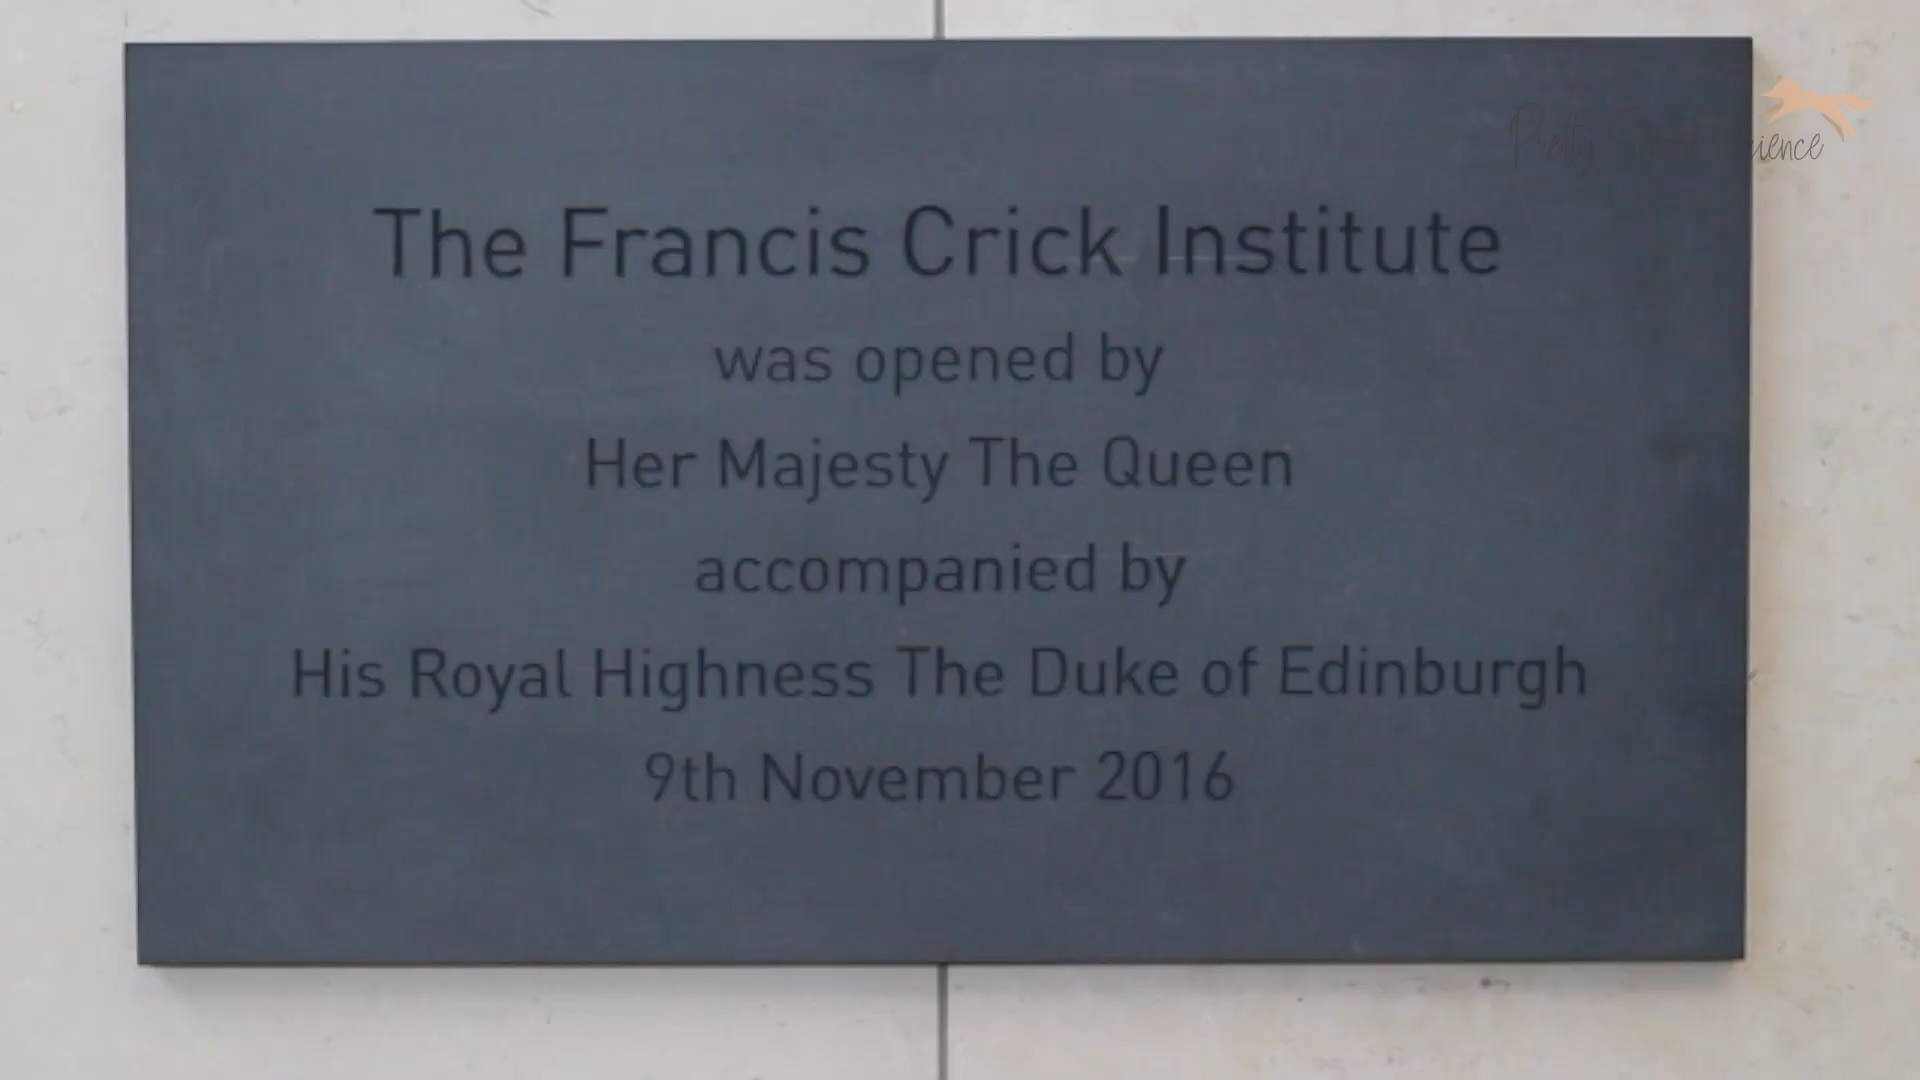 The Francis Crick Institute
was opened by
Her Majesty The Queen
accompanied by
His Royal Highness The Duke of Edinburgh
9th November 2016
Pretty